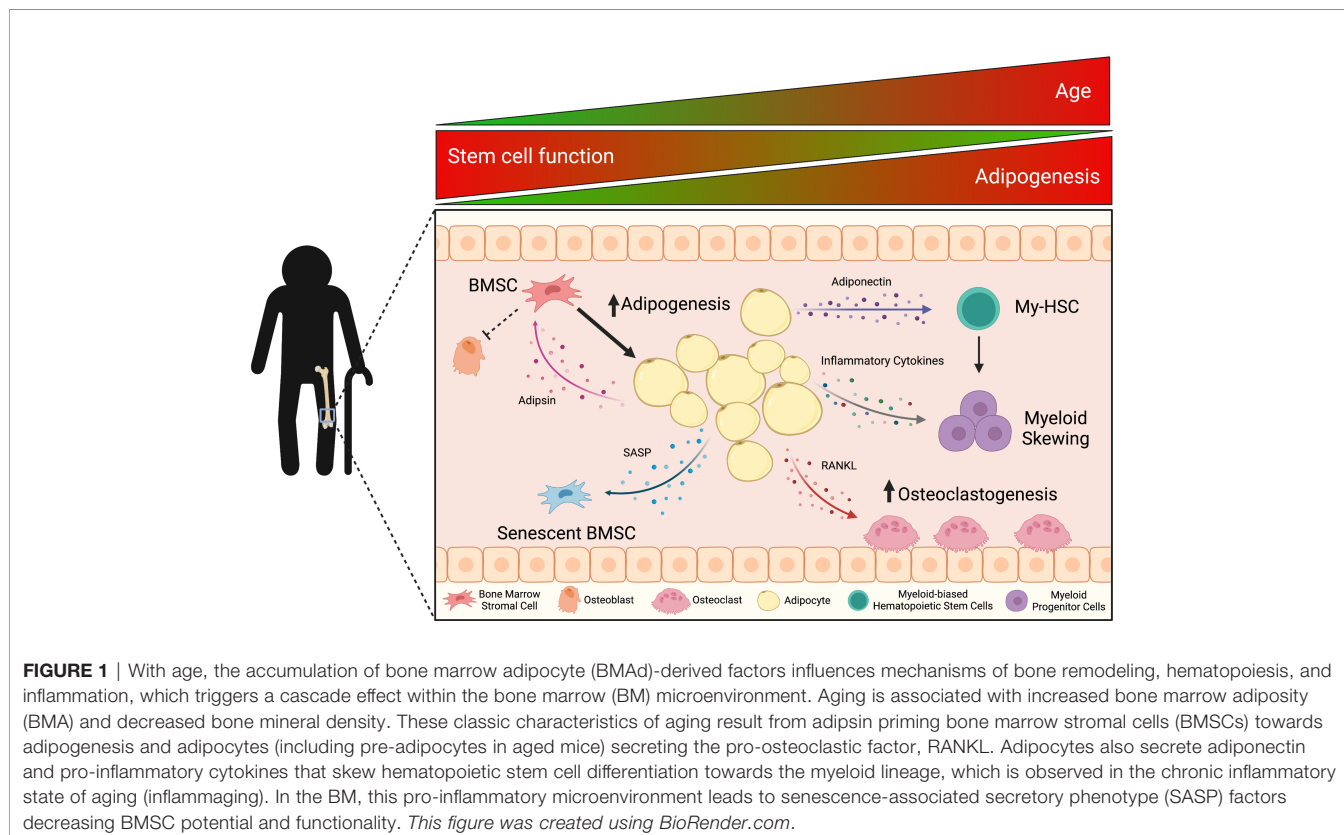 Age
Stem cell function
Adipogenesis
BMSC
Adipogenesis
Adiponectin
My-HSC
Inflammatory Cytokines
Adipsin
Myeloid
Skewing
SASP
RANKL
Osteoclastogenesis
Senescent BMSC
Bone Marrow
Stromal Cell
Osteoblast
Osteoclast
Adipocyte
Myeloid-biased
Hematopoietic Stem Cells
Myeloid
Progenitor Cells
FIGURE 1 | With age, the accumulation of bone marrow adipocyte (BMAd)-derived factors influences mechanisms of bone remodeling, hematopoiesis, and
inflammation, which triggers a cascade effect within the bone marrow (BM) microenvironment. Aging is associated with increased bone marrow adiposity
(BMA) and decreased bone mineral density. These classic characteristics of aging result from adipsin priming bone marrow stromal cells (BMSCs) towards
adipogenesis and adipocytes (including pre-adipocytes in aged mice) secreting the pro-osteoclastic factor, RANKL. Adipocytes also secrete adiponectin
and pro-inflammatory cytokines that skew hematopoietic stem cell differentiation towards the myeloid lineage, which is observed in the chronic inflammatory
state of aging (inflammaging). In the BM, this pro-inflammatory microenvironment leads to senescence-associated secretory phenotype (SASP) factors
decreasing BMSC potential and functionality. This figure was created using BioRender.com.